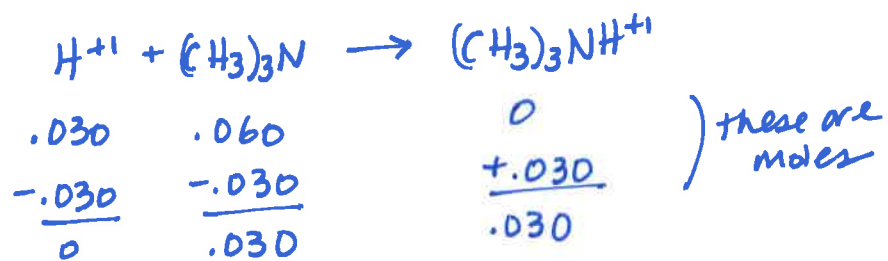 H+1 + (CH3)3N → (CH3)3NH+1
.030 .060 0 ) these are
moles
-.030 -.030 +.030
0 .030 .030